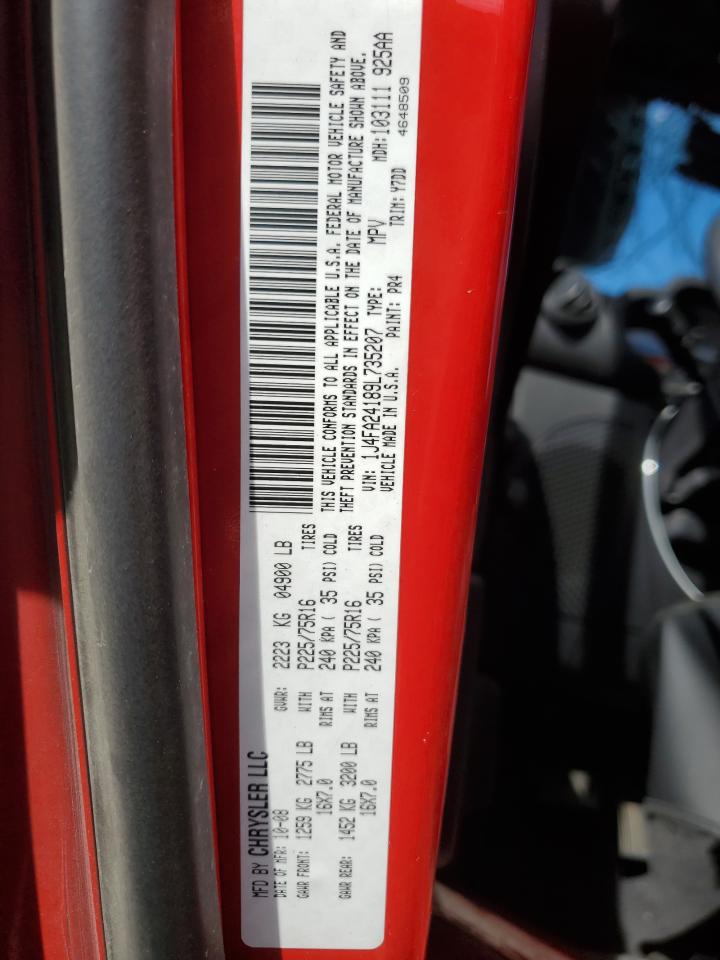 MFD BY CHRYSLER LLC
DATE OF MFR: 10-08 GVWR: 2223 KG 04900 LB
GAWR FRONT: 1259 KG 2775 LB WITH P225/75R16 TIRES
16X7.0 RIMS AT 240 KPA ( 35 PSI) COLD
GAWR REAR: 1452 KG 3200 LB WITH P225/75R16 TIRES
16X7.0 RIMS AT 240 KPA ( 35 PSI) COLD
THIS VEHICLE CONFORMS TO ALL APPLICABLE U.S.A. FEDERAL MOTOR VEHICLE SAFETY AND
THEFT PREVENTION STANDARDS IN EFFECT ON THE DATE OF MANUFACTURE SHOWN ABOVE.
VIN: 1J4FA24189L735207 TYPE: MPV MDH: 103111 925AA
VEHICLE MADE IN U.S.A. PAINT: PR4 TRIM: Y7DD 4648509